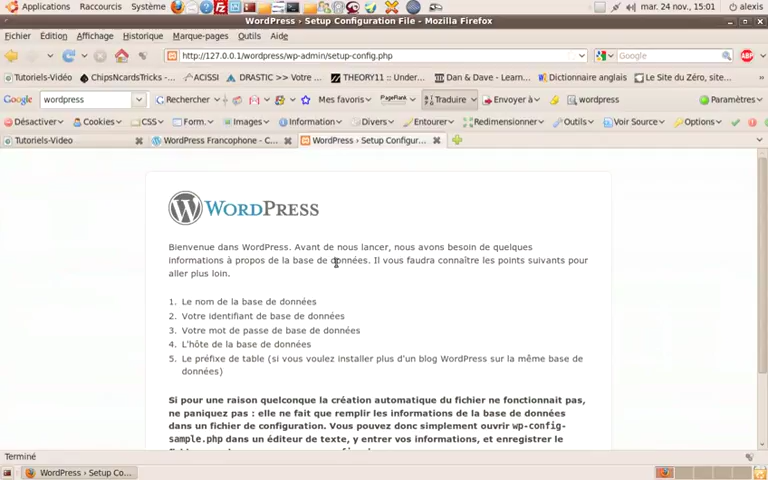 Applications Raccourcis Système mar. 24 nov., 15:01 alexis
WordPress › Setup Configuration File - Mozilla Firefox
Fichier Édition Affichage Historique Marque-pages Outils Aide
http://127.0.0.1/wordpress/wp-admin/setup-config.php Google
Tutoriels-Vidéo ChipsNcardsTricks -... ACISSI DRASTIC >> Votre ... THEORY11 :: Under... Dan & Dave - Learn... Dictionnaire anglais Le Site du Zéro, site...
Google wordpress Rechercher Mes favoris PageRank Traduire Envoyer à wordpress Paramètres
Désactiver Cookies CSS Form. Images Information Divers Entourer Redimensionner Outils Voir Source Options
Tutoriels-Video WordPress Francophone - C... WordPress › Setup Configur...
WORDPRESS
Bienvenue dans WordPress. Avant de nous lancer, nous avons besoin de quelques
informations à propos de la base de données. Il vous faudra connaître les points suivants pour
aller plus loin.
1. Le nom de la base de données
2. Votre identifiant de base de données
3. Votre mot de passe de base de données
4. L'hôte de la base de données
5. Le préfixe de table (si vous voulez installer plus d'un blog WordPress sur la même base de
données)
Si pour une raison quelconque la création automatique du fichier ne fonctionnait pas,
ne paniquez pas : elle ne fait que remplir les informations de la base de données
dans un fichier de configuration. Vous pouvez donc simplement ouvrir wp-config-
sample.php dans un éditeur de texte, y entrer vos informations, et enregistrer le
Terminé
WordPress › Setup Co...